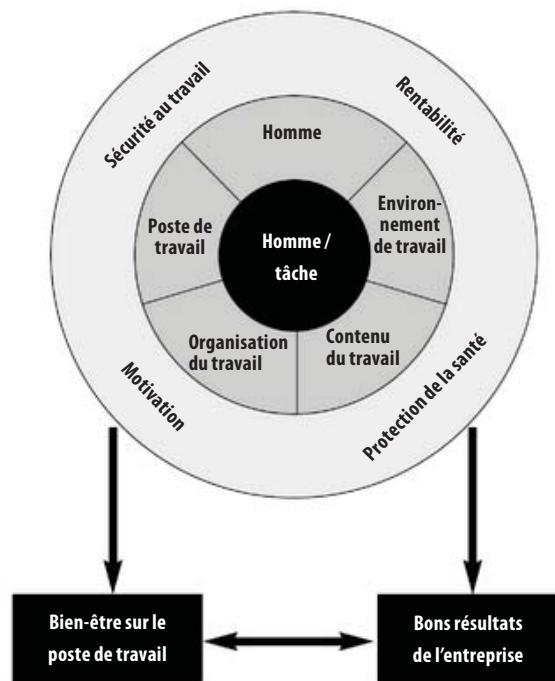 Sécurité au travail
Rentabilité
Homme
Poste de
travail
Environ-
nement
de travail
Homme /
tâche
Organisation
du travail
Contenu
du travail
Motivation
Protection de la santé
Bien-être sur le
poste de travail
Bons résultats
de l’entreprise